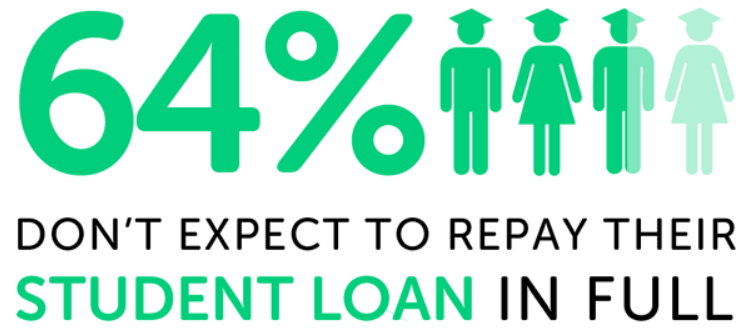 64%
DON'T EXPECT TO REPAY THEIR
STUDENT LOAN IN FULL